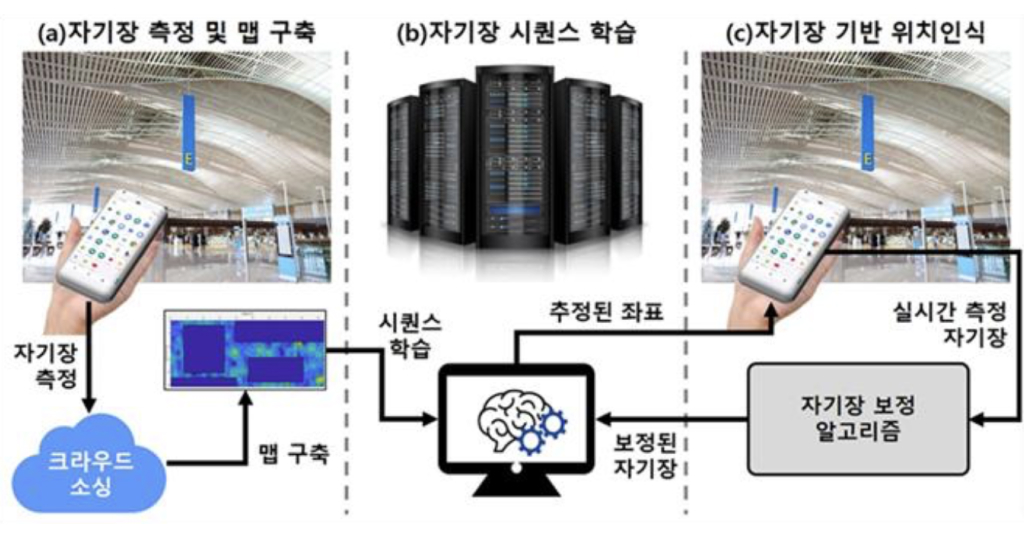 (a)자기장 측정 및 맵 구축
(b)자기장 시퀀스 학습
(c)자기장 기반 위치인식
E
E
자기장
측정
크라우드
소싱
맵 구축
시퀀스
학습
추정된 좌표
실시간 측정
자기장
자기장 보정
알고리즘
보정된
자기장